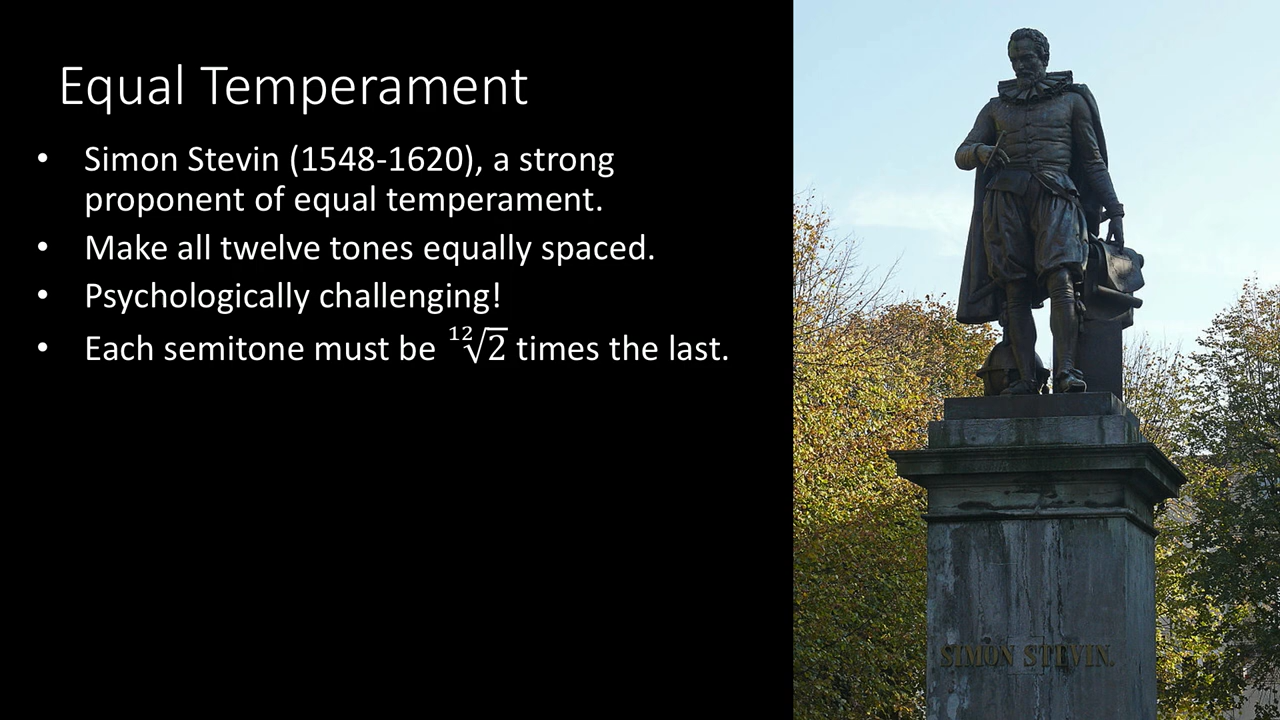 Equal Temperament
• Simon Stevin (1548-1620), a strong
proponent of equal temperament.
• Make all twelve tones equally spaced.
• Psychologically challenging!
• Each semitone must be ¹²√2 times the last.
SIMON STEVIN.